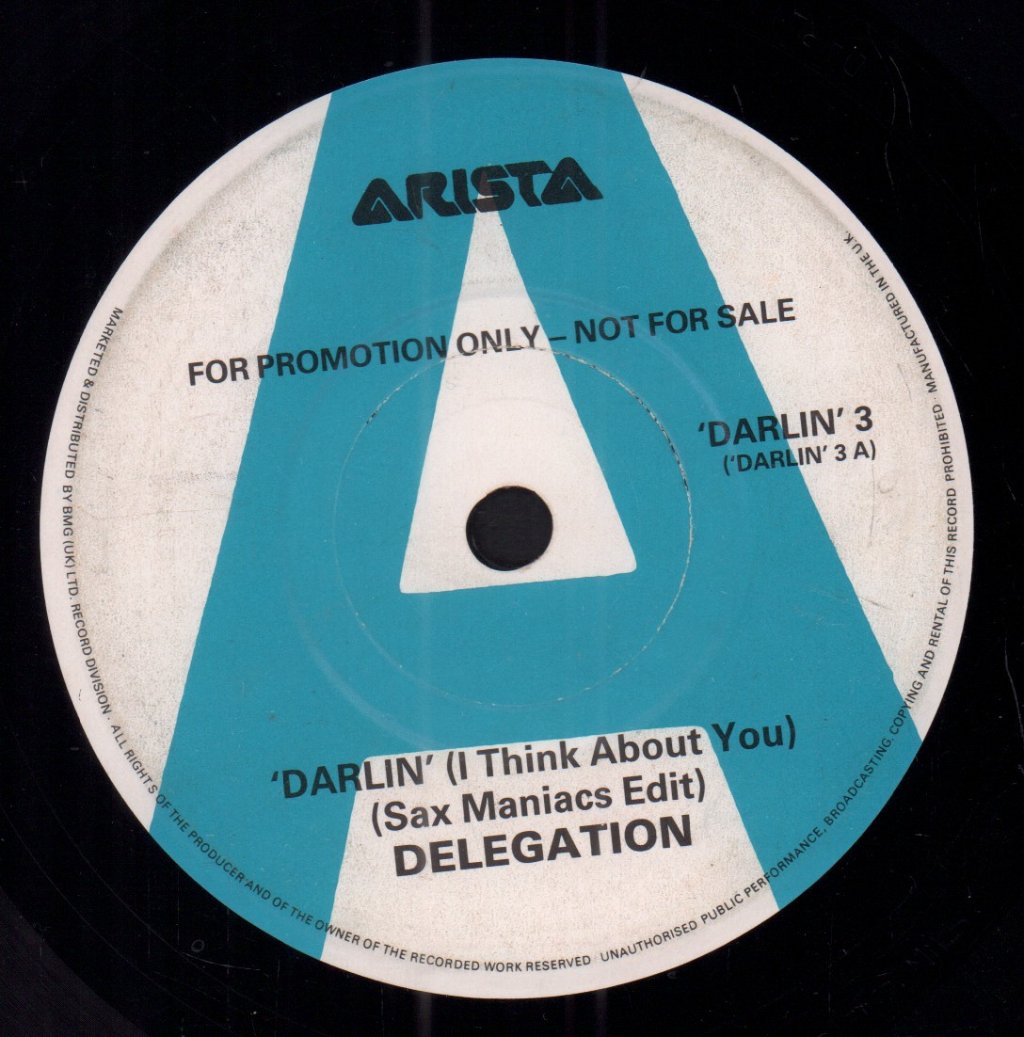 ARISTA
FOR PROMOTION ONLY – NOT FOR SALE
'DARLIN' 3
('DARLIN' 3 A)
'DARLIN' (I Think About You)
(Sax Maniacs Edit)
DELEGATION
MARKETED & DISTRIBUTED BY BMG (UK) LTD. RECORD DIVISION · ALL RIGHTS OF THE PRODUCER AND OF THE OWNER OF THE RECORDED WORK RESERVED · UNAUTHORISED PUBLIC PERFORMANCE, BROADCASTING, COPYING AND RENTAL OF THIS RECORD PROHIBITED · MANUFACTURED IN THE U.K.